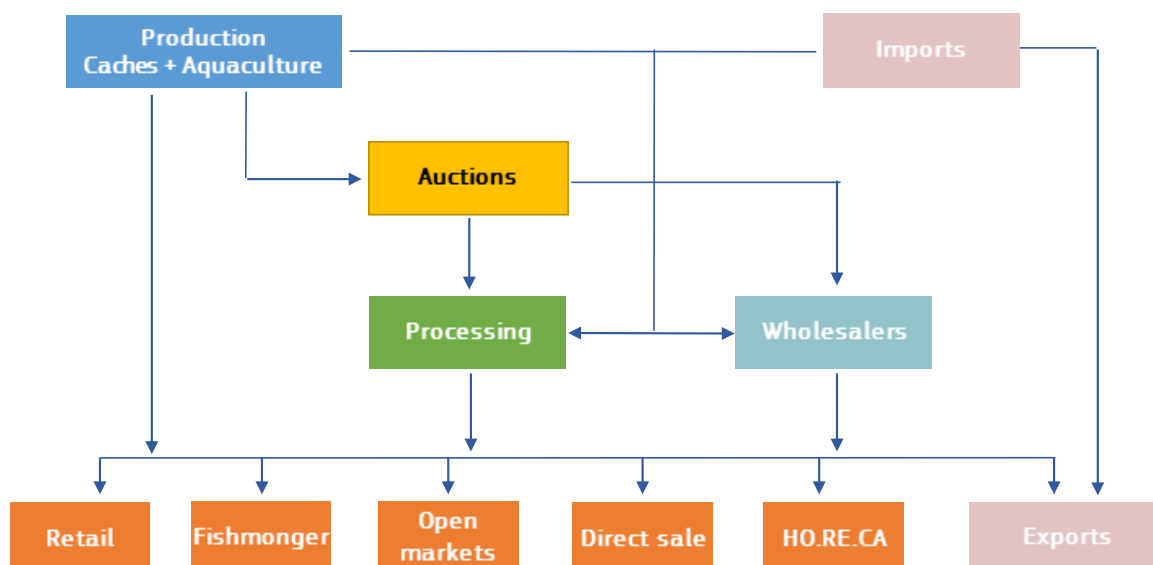 Production
Caches + Aquaculture
Imports
Auctions
Processing
Wholesalers
Retail
Fishmonger
Open
markets
Direct sale
HO.RE.CA
Exports